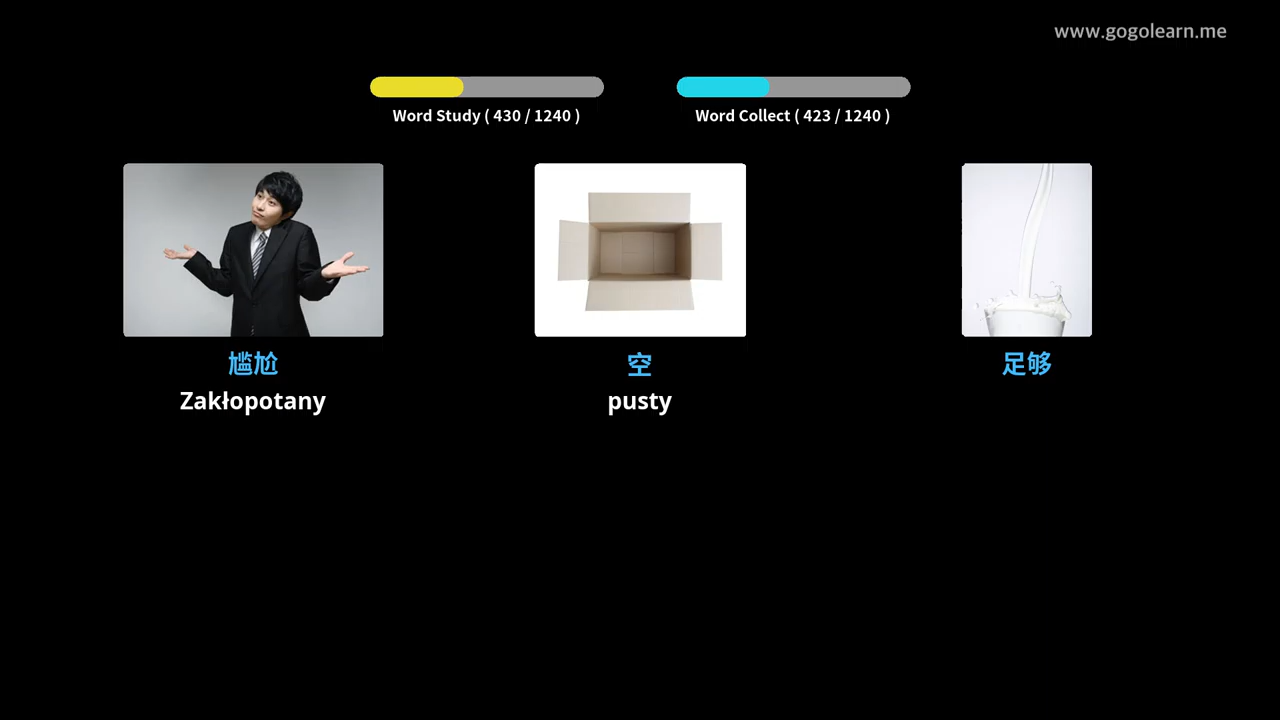 www.gogolearn.me
Word Study ( 430 / 1240 )
Word Collect ( 423 / 1240 )
尴尬
空
足够
Zakłopotany
pusty